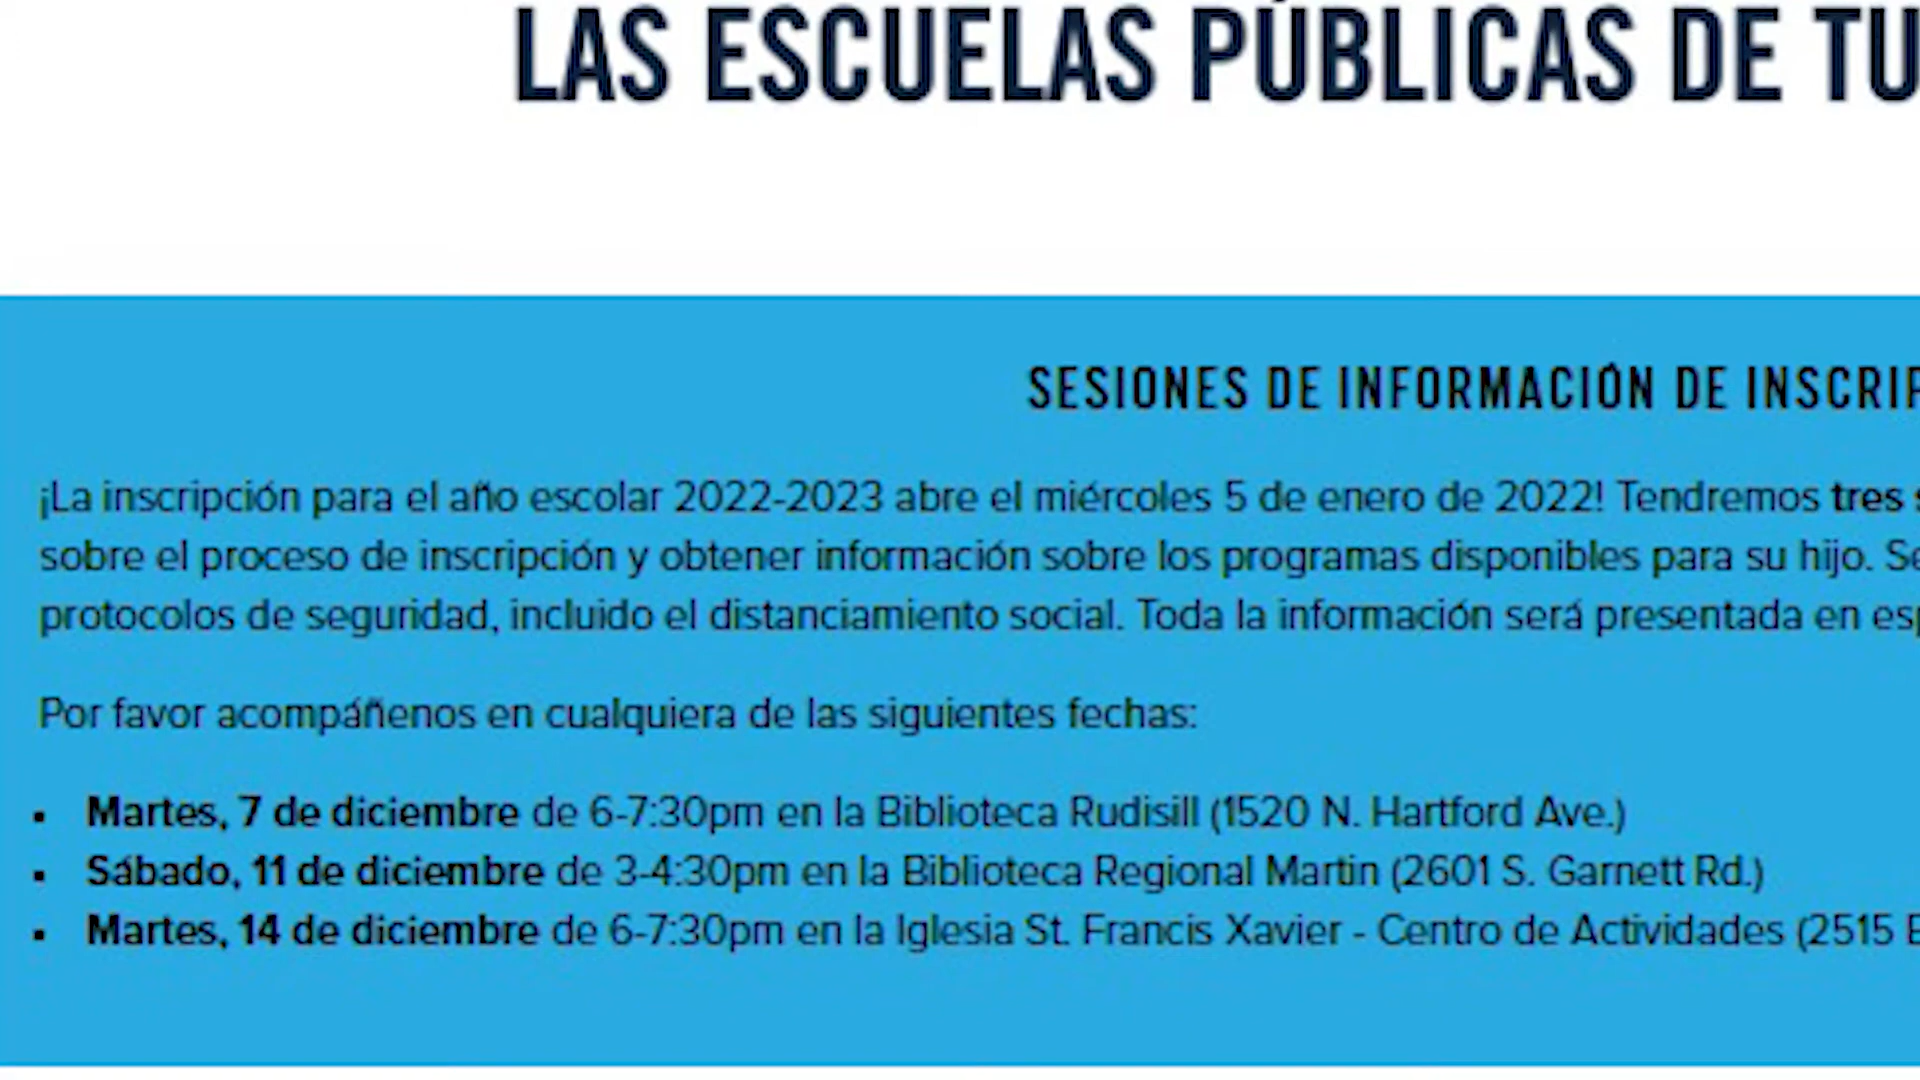 LAS ESCUELAS PÚBLICAS DE TU
SESIONES DE INFORMACIÓN DE INSCRIP
¡La inscripción para el año escolar 2022-2023 abre el miércoles 5 de enero de 2022! Tendremos tres s
sobre el proceso de inscripción y obtener información sobre los programas disponibles para su hijo. Se
protocolos de seguridad, incluido el distanciamiento social. Toda la información será presentada en esp
Por favor acompáñenos en cualquiera de las siguientes fechas:
▪ Martes, 7 de diciembre de 6-7:30pm en la Biblioteca Rudisill (1520 N. Hartford Ave.)
▪ Sábado, 11 de diciembre de 3-4:30pm en la Biblioteca Regional Martin (2601 S. Garnett Rd.)
▪ Martes, 14 de diciembre de 6-7:30pm en la Iglesia St. Francis Xavier - Centro de Actividades (2515 E